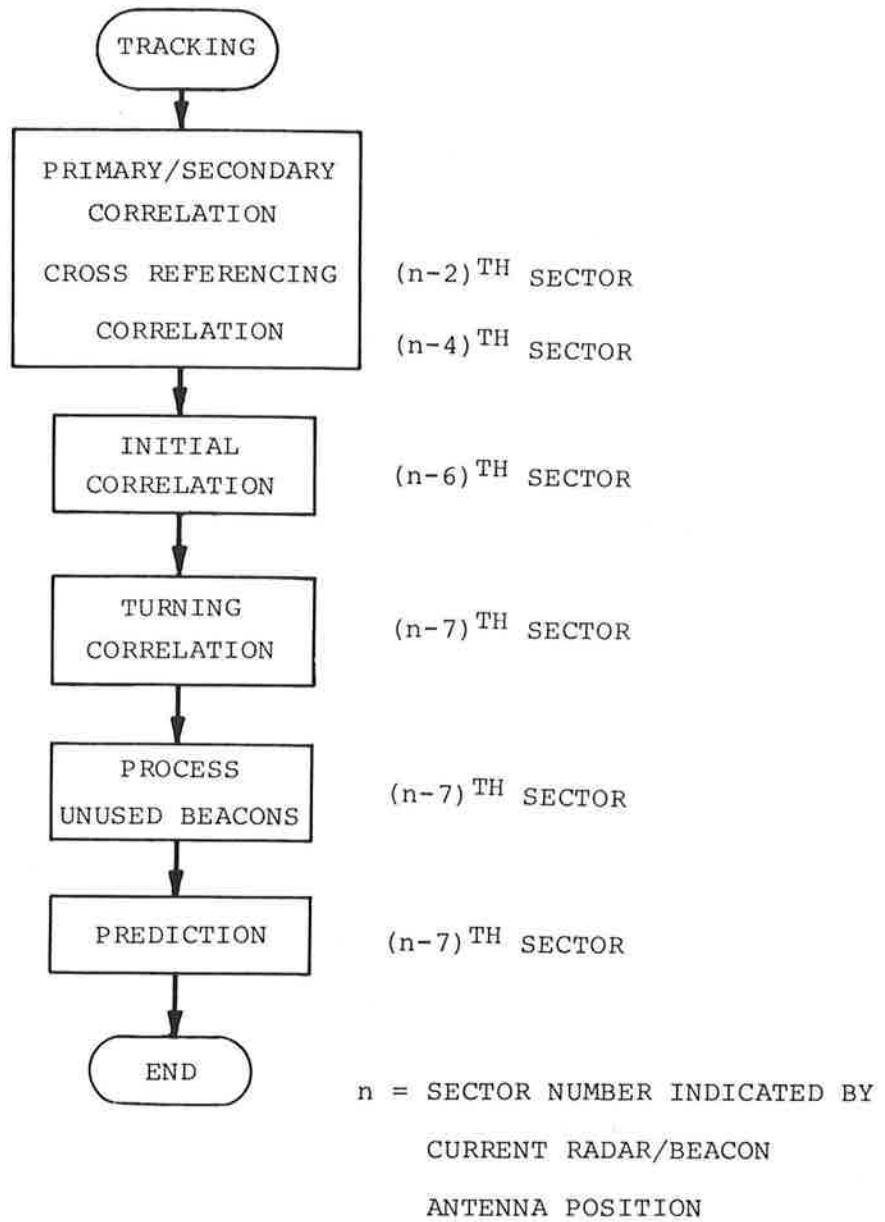 TRACKING
PRIMARY/SECONDARY
CORRELATION
CROSS REFERENCING
(n-2)TH SECTOR
CORRELATION
(n-4)TH SECTOR
INITIAL
CORRELATION
(n-6)TH SECTOR
TURNING
CORRELATION
(n-7)TH SECTOR
PROCESS
UNUSED BEACONS
(n-7)TH SECTOR
PREDICTION
(n-7)TH SECTOR
END
n = SECTOR NUMBER INDICATED BY
CURRENT RADAR/BEACON
ANTENNA POSITION